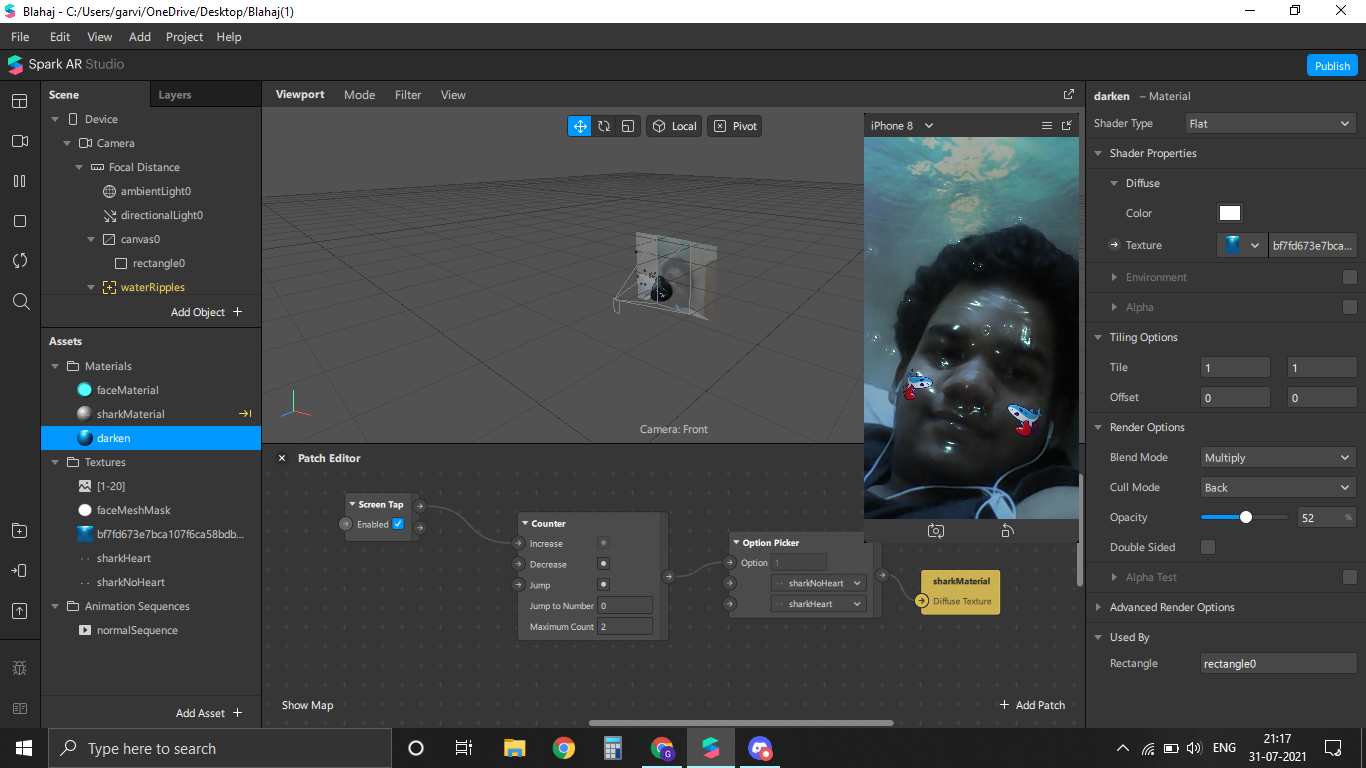 Blahaj - C:/Users/garvi/OneDrive/Desktop/Blahaj(1)
File Edit View Add Project Help
Spark AR Studio
Publish
Scene Layers
Device
Camera
Focal Distance
ambientLight0
directionalLight0
canvas0
rectangle0
waterRipples
Add Object +
Assets
Materials
faceMaterial
sharkMaterial
darken
Textures
[1-20]
faceMeshMask
bf7fd673e7bca107f6ca58bdb...
sharkHeart
sharkNoHeart
Animation Sequences
normalSequence
Add Asset +
Viewport Mode Filter View
Local Pivot
iPhone 8
Camera: Front
Patch Editor
Screen Tap
Enabled
Counter
Increase
Decrease
Jump
Jump to Number 0
Maximum Count 2
Option Picker
Option 1
sharkNoHeart
sharkHeart
sharkMaterial
Diffuse Texture
Show Map
+ Add Patch
darken – Material
Shader Type Flat
Shader Properties
Diffuse
Color
Texture bf7fd673e7bca...
Environment
Alpha
Tiling Options
Tile 1 1
Offset 0 0
Render Options
Blend Mode Multiply
Cull Mode Back
Opacity 52 %
Double Sided
Alpha Test
Advanced Render Options
Used By
Rectangle rectangle0
Type here to search
G
ENG
21:17
31-07-2021